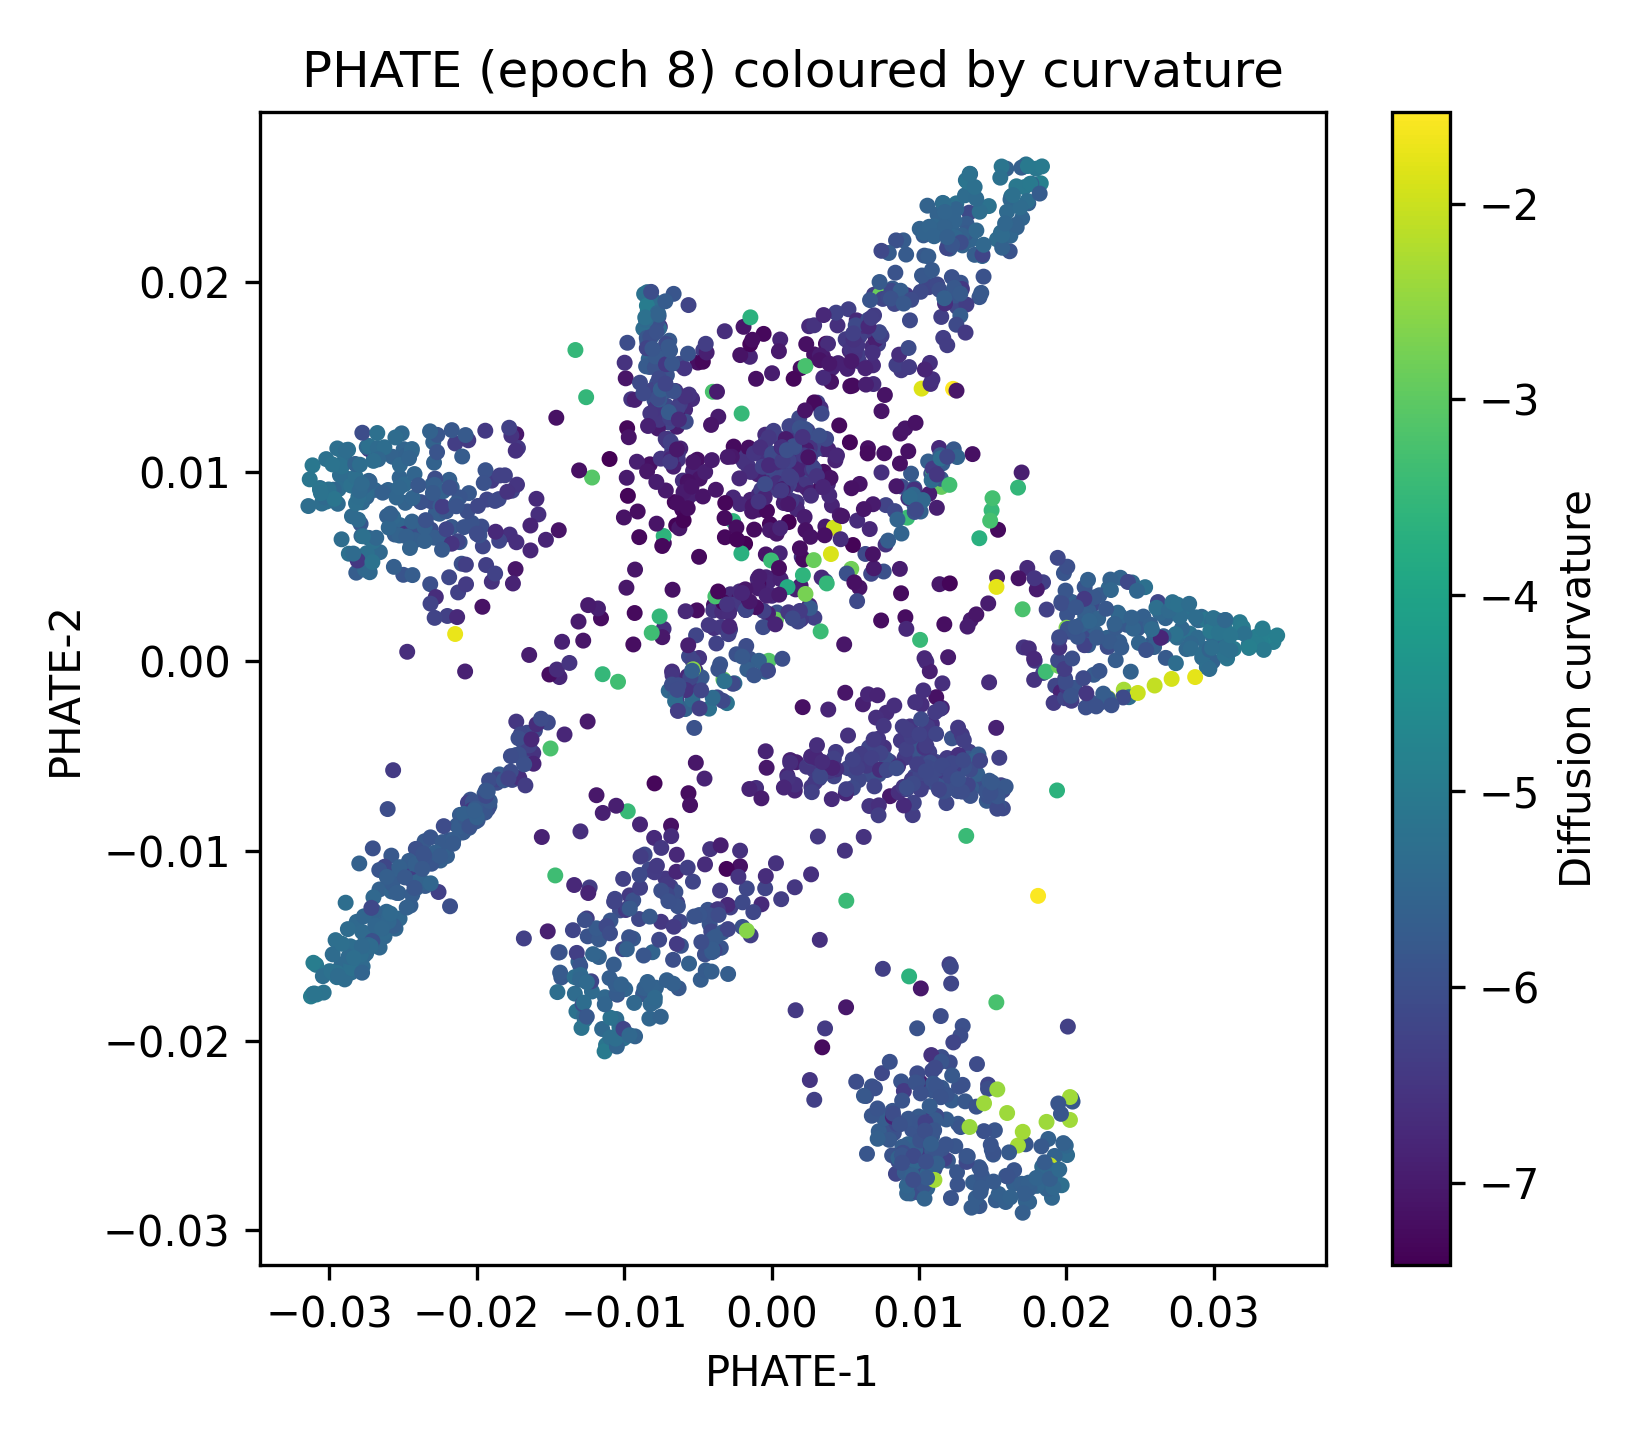 PHATE (epoch 8) coloured by curvature
0.02
0.01
0.00
−0.01
−0.02
−0.03
PHATE-2
−0.03 −0.02 −0.01 0.00 0.01 0.02 0.03
PHATE-1
−2
−3
−4
−5
−6
−7
Diffusion curvature